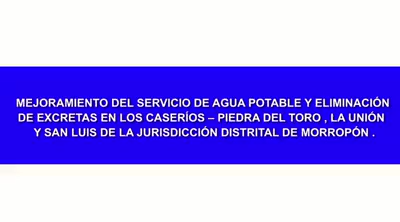 MEJORAMIENTO DEL SERVICIO DE AGUA POTABLE Y ELIMINACIÓN
DE EXCRETAS EN LOS CASERÍOS – PIEDRA DEL TORO , LA UNIÓN
Y SAN LUIS DE LA JURISDICCIÓN DISTRITAL DE MORROPÓN .